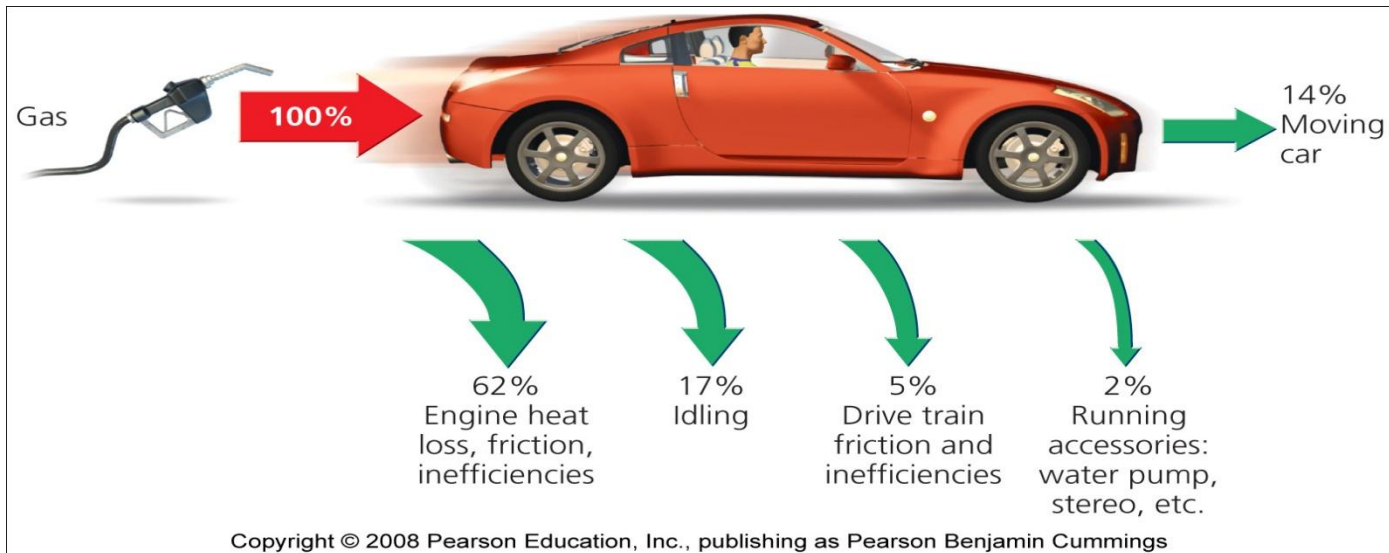 Gas
100%
14%
Moving
car
62%
Engine heat
loss, friction,
inefficiencies
17%
Idling
5%
Drive train
friction and
inefficiencies
2%
Running
accessories:
water pump,
stereo, etc.
Copyright © 2008 Pearson Education, Inc., publishing as Pearson Benjamin Cummings